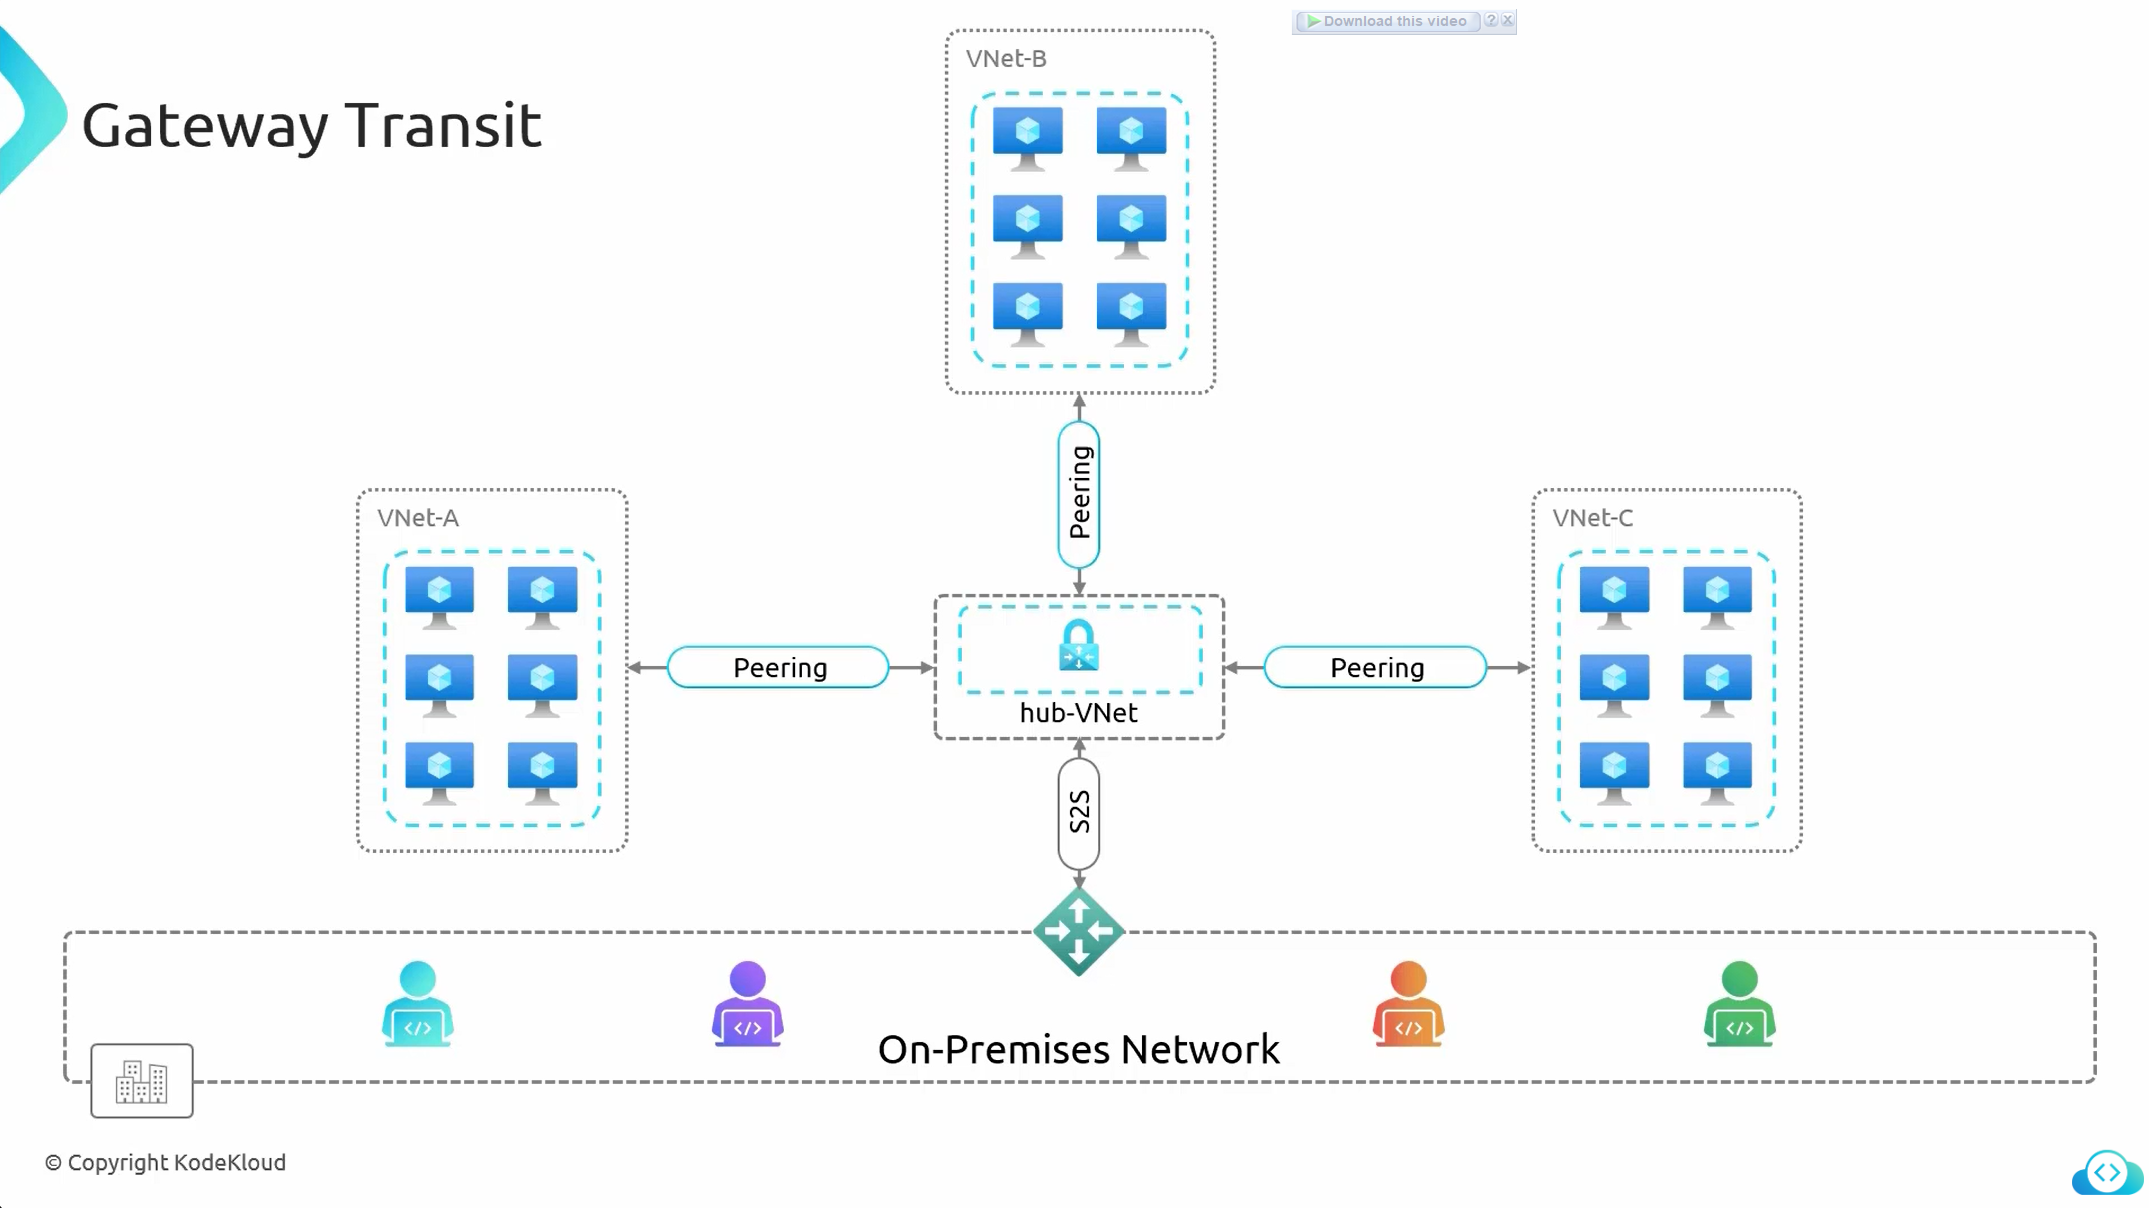 Download this video ? X
VNet-B
Gateway Transit
Peering
VNet-A
VNet-C
Peering
Peering
hub-VNet
S2S
</>
</>
</>
</>
On-Premises Network
© Copyright KodeKloud
<>